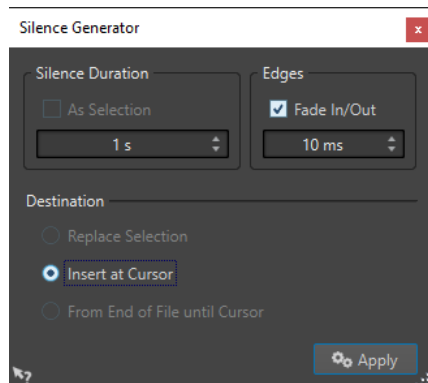 Silence Generator
x
Silence Duration
Edges
As Selection
Fade In/Out
1 s
10 ms
Destination
Replace Selection
Insert at Cursor
From End of File until Cursor
Apply
?